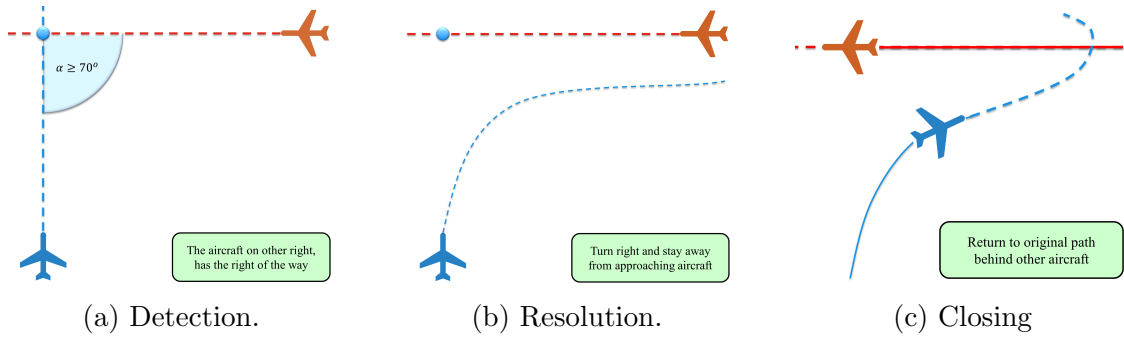 α ≥ 70°
The aircraft on other right,
has the right of the way
(a) Detection.
Turn right and stay away
from approaching aircraft
(b) Resolution.
Return to original path
behind other aircraft
(c) Closing